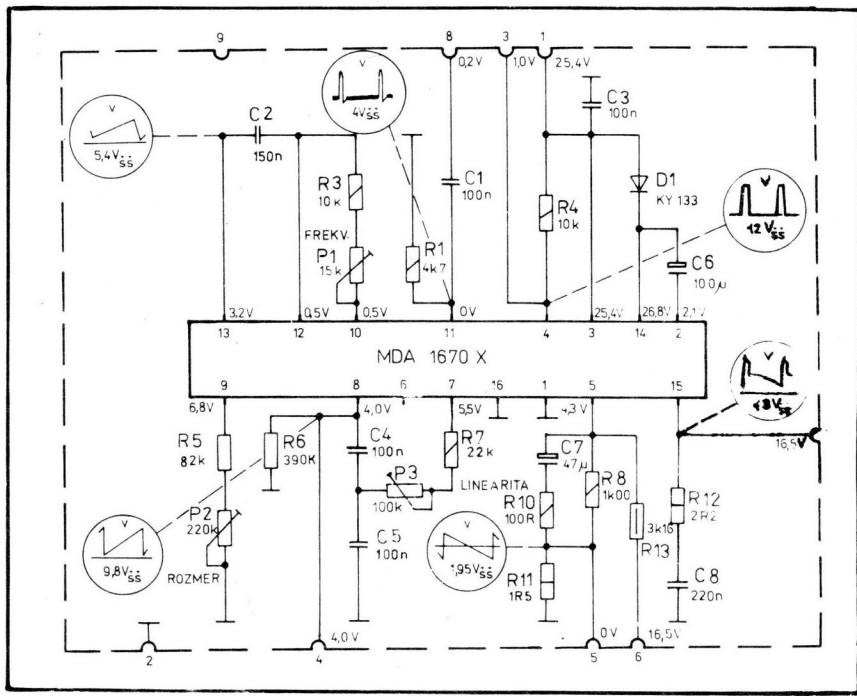 9 8 3 1
0,2V 1,0V 25,4V
C3
100n
V
4Vs̈s̈
V
5,4Vs̈s̈
C2
150n
R3
10k
C1
100n
R4
10k
D1
KY 133
V
12Vs̈s̈
FREKV.
P1
15k
R1
4k7
C6
100µ
3,2V 0,5V 0,5V 0V 25,4V 26,8V 2,1V
13 12 10 11 4 3 14 2
MDA 1670 X
9 8 6 7 16 1 5 15
6,8V 4,0V 5,5V 4,3V
V
16,5V
R5
82k
R6
390K
C4
100n
R7
22k
C7
47µ
R8
1k00
P3
100k
LINEARITA
R12
2R2
P2
220k
R10
100R
3k16
R13
V
9,8Vs̈s̈
ROZMER
C5
100n
V
1,95Vs̈s̈
R11
1R5
C8
220n
4,0V 0V 16,5V
2 4 5 6